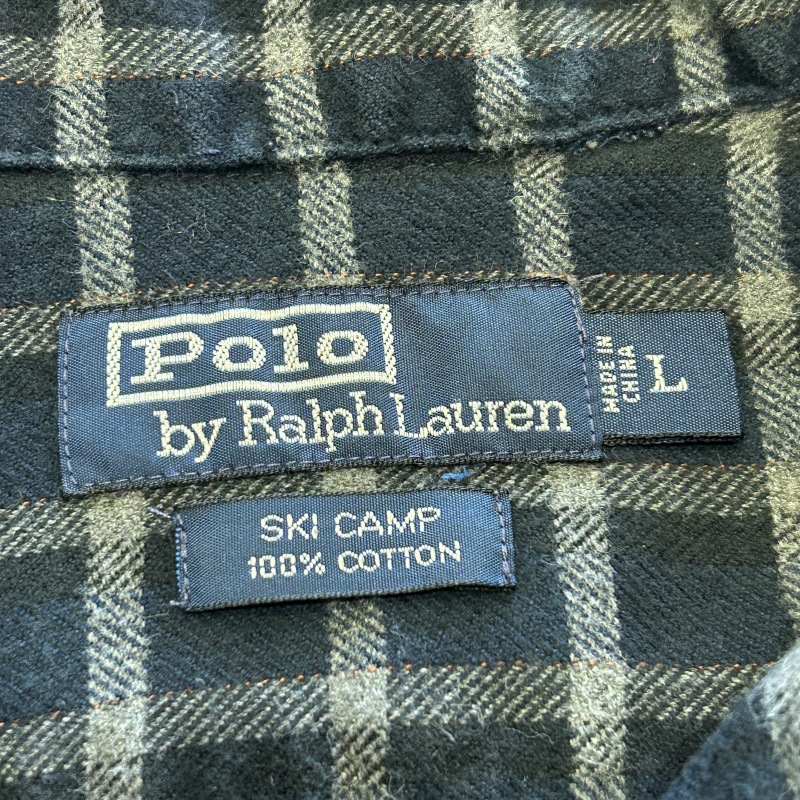 Polo
by Ralph Lauren
MADE IN
CHINA
L
SKI CAMP
100% COTTON